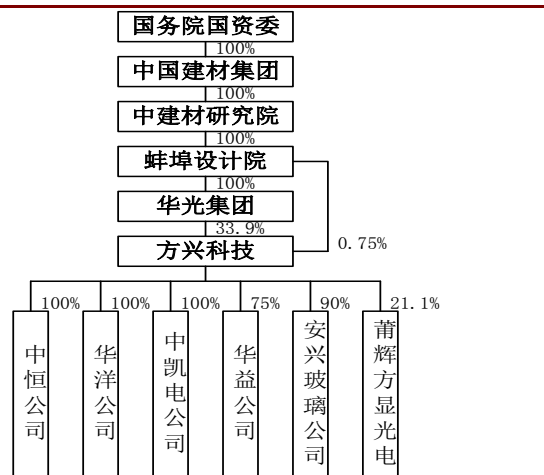 国务院国资委
100%
中国建材集团
100%
中建材研究院
100%
蚌埠设计院
100%
华光集团
33.9%
0.75%
方兴科技
100%
100%
100%
75%
90%
21.1%
中恒公司
华洋公司
中凯电公司
华益公司
安兴玻璃公司
莆辉方显光电